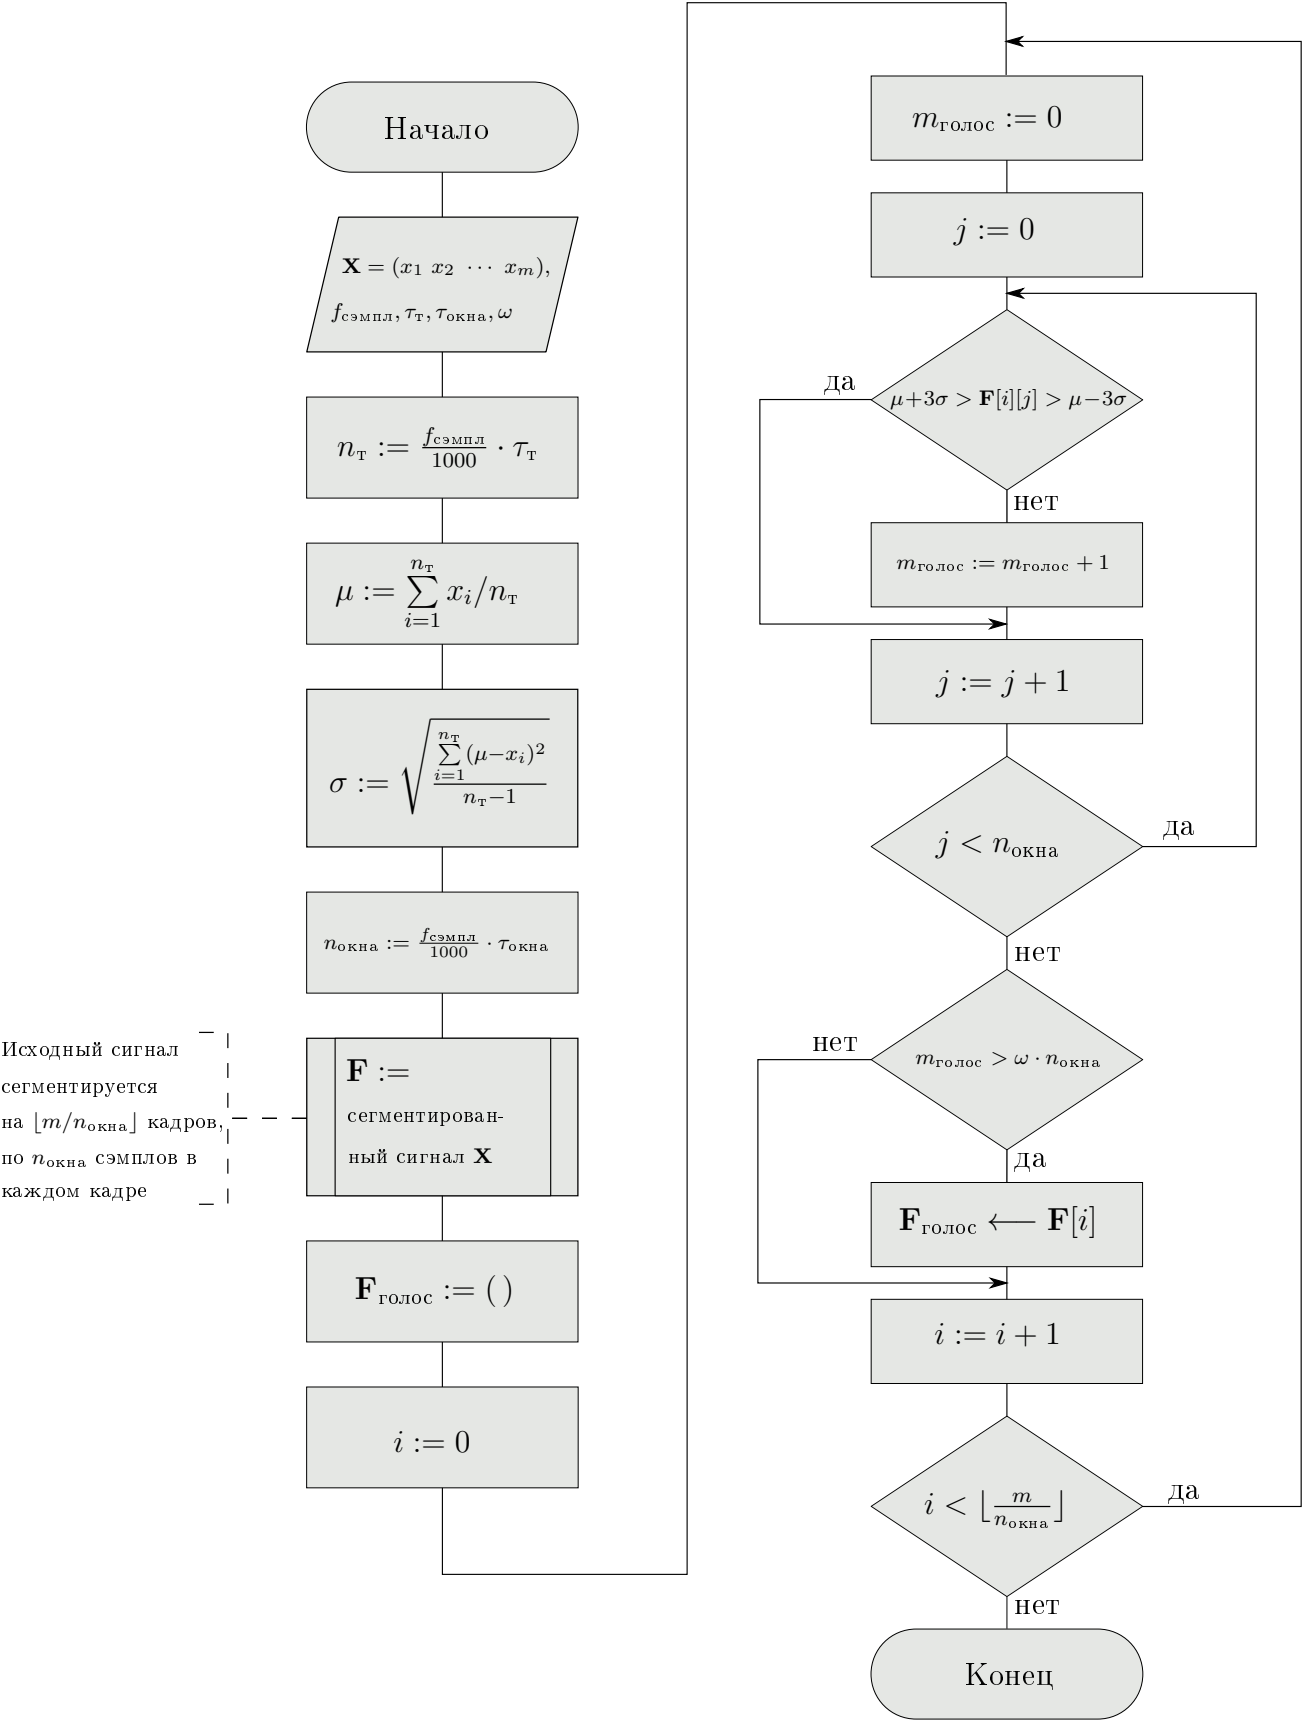 Начало
X = (x₁ x₂ ⋯ xₘ),
f_сэмпл, τ_т, τ_окна, ω
n_т := f_сэмпл/1000 · τ_т
μ := ∑_{i=1}^{n_т} x_i/n_т
σ := √(∑_{i=1}^{n_т} (μ−x_i)²/(n_т−1))
n_окна := f_сэмпл/1000 · τ_окна
Исходный сигнал
сегментируется
на ⌊m/n_окна⌋ кадров,
по n_окна сэмплов в
каждом кадре
F :=
сегментирован-
ный сигнал X
F_голос := ( )
i := 0
m_голос := 0
j := 0
да
μ+3σ > F[i][j] > μ−3σ
нет
m_голос := m_голос + 1
j := j + 1
j < n_окна
да
нет
нет
m_голос > ω · n_окна
да
F_голос ⟵ F[i]
i := i + 1
i < ⌊m/n_окна⌋
да
нет
Конец